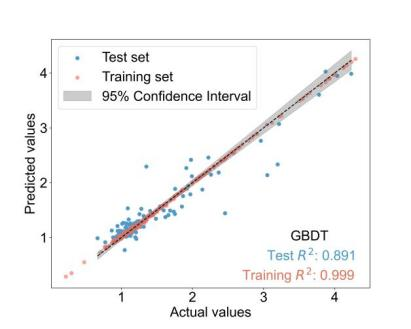 Test set
Training set
95% Confidence Interval
Predicted values
4
3
2
1
GBDT
Test R²: 0.891
Training R²: 0.999
1 2 3 4
Actual values